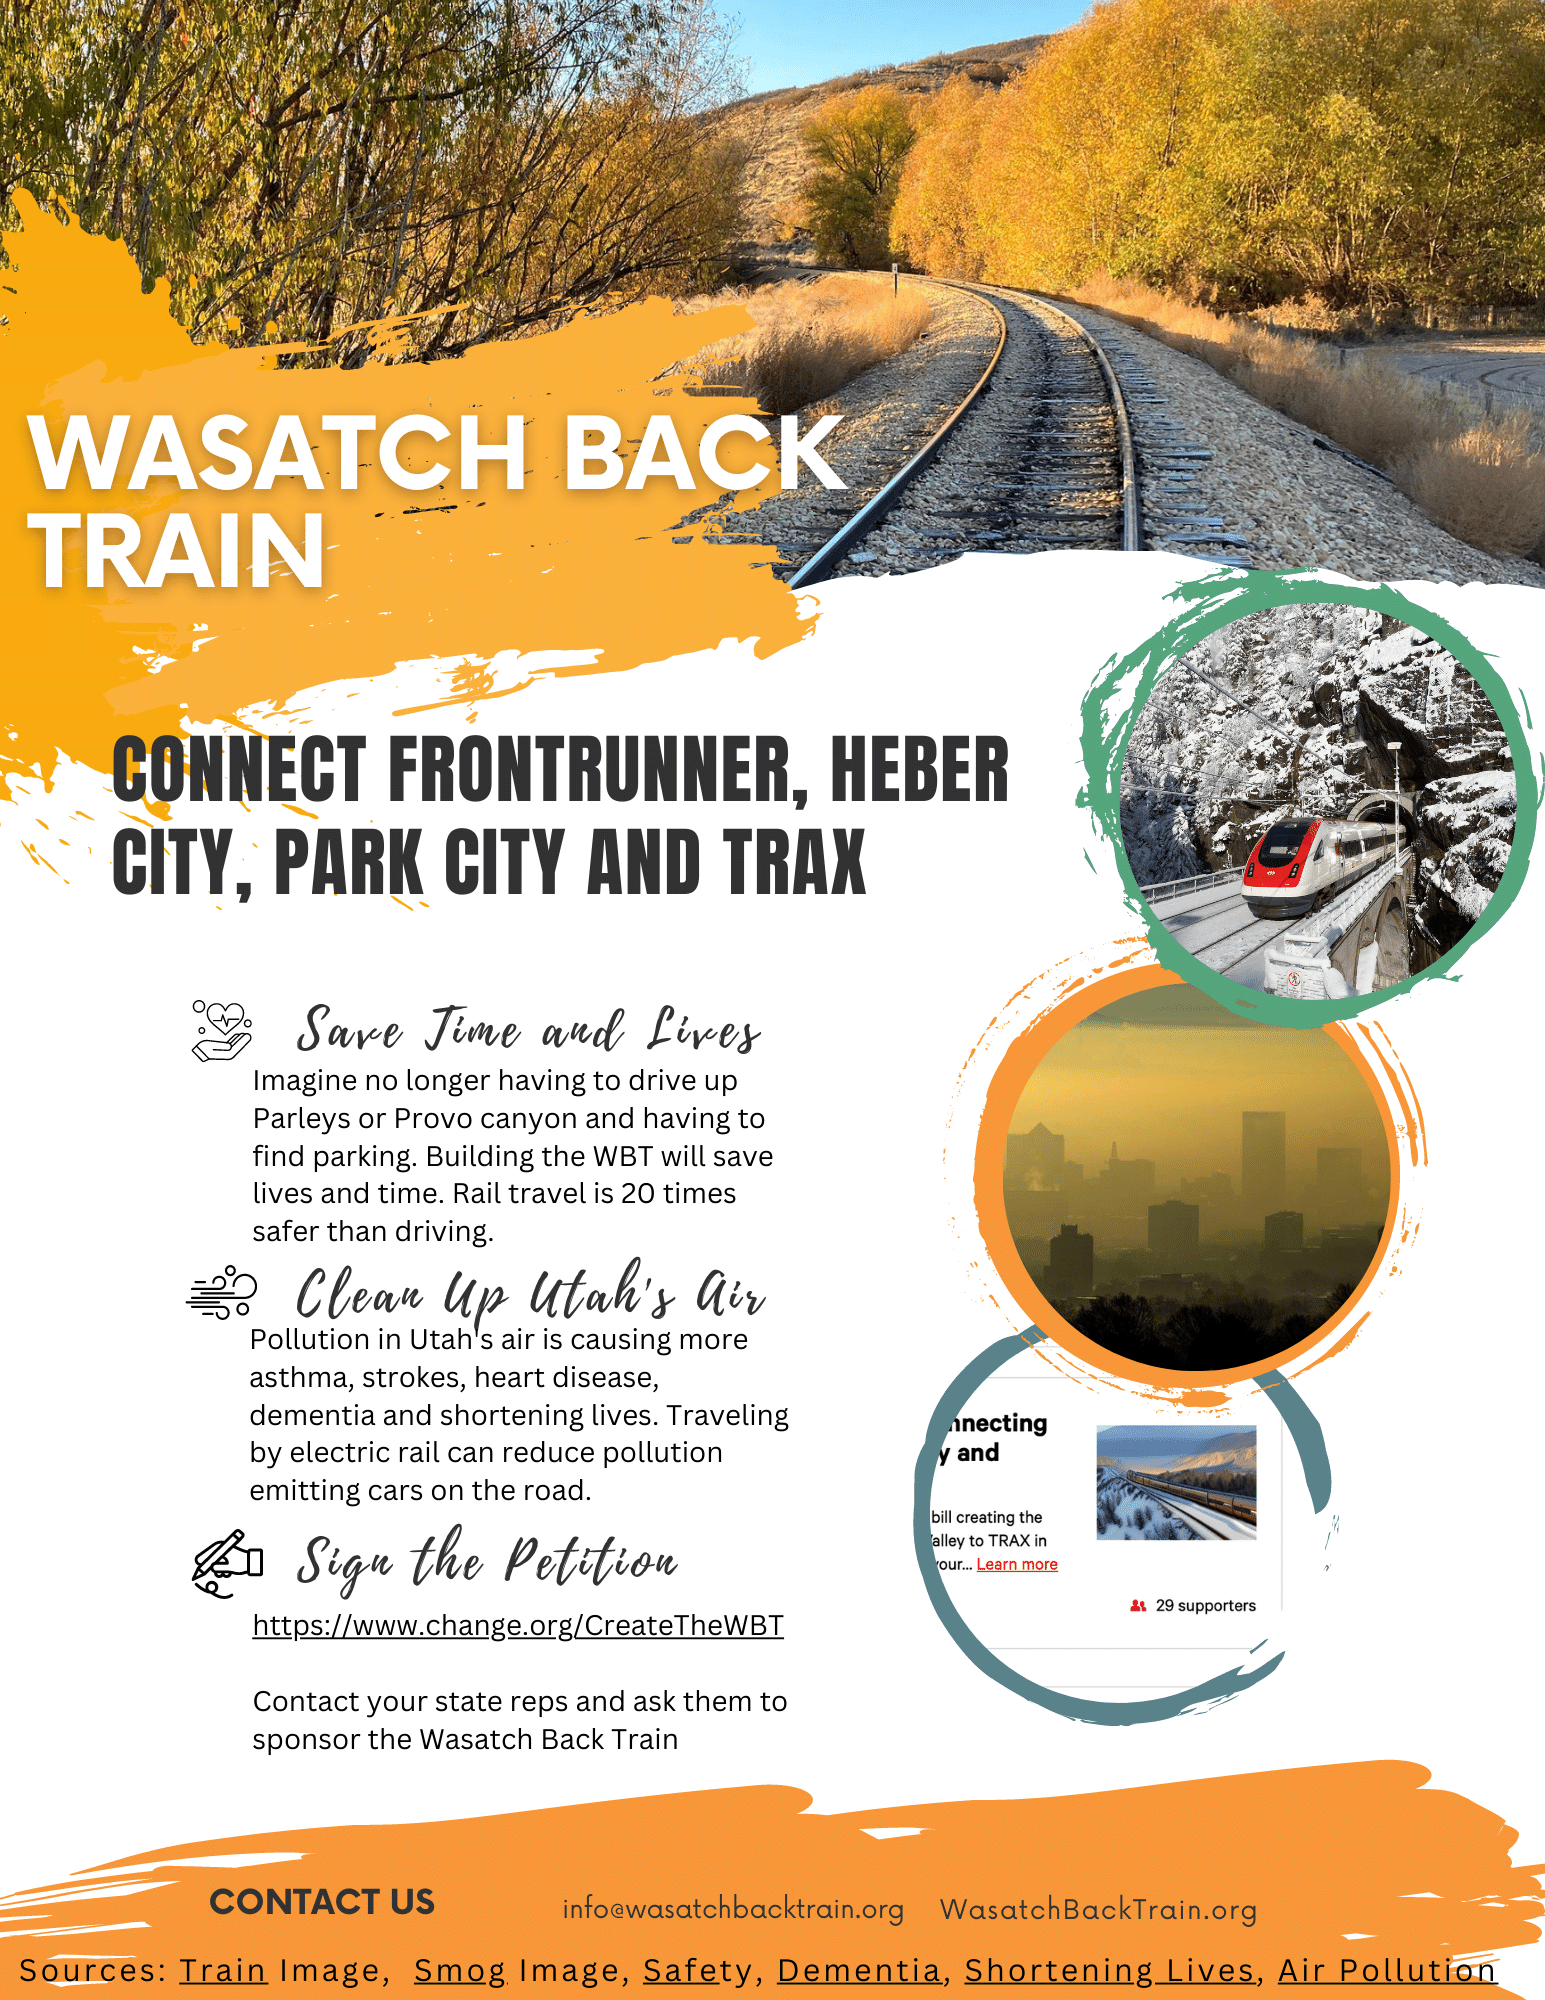 WASATCH BACK
TRAIN
CONNECT FRONTRUNNER, HEBER
CITY, PARK CITY AND TRAX
Save Time and Lives
Imagine no longer having to drive up
Parleys or Provo canyon and having to
find parking. Building the WBT will save
lives and time. Rail travel is 20 times
safer than driving.
Clean Up Utah's Air
Pollution in Utah's air is causing more
asthma, strokes, heart disease,
dementia and shortening lives. Traveling
by electric rail can reduce pollution
emitting cars on the road.
Sign the Petition
https://www.change.org/CreateTheWBT
Contact your state reps and ask them to
sponsor the Wasatch Back Train
nnecting
y and
bill creating the
alley to TRAX in
our... Learn more
29 supporters
CONTACT US
info@wasatchbacktrain.org
WasatchBackTrain.org
Sources: Train Image, Smog Image, Safety, Dementia, Shortening Lives, Air Pollution